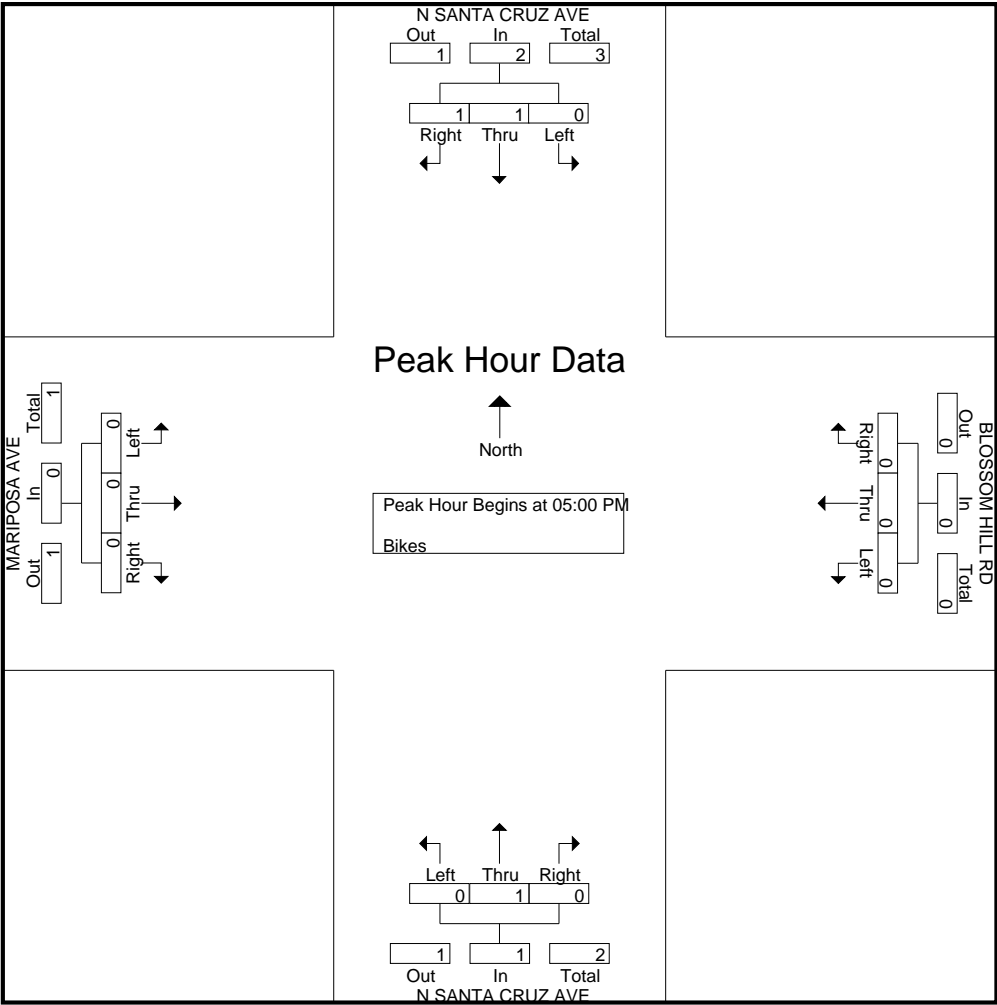 N SANTA CRUZ AVE
Out In Total
1 2 3
1 1 0
Right Thru Left
Peak Hour Data
North
Peak Hour Begins at 05:00 PM
Bikes
MARIPOSA AVE
Total In Out
1 0 1
0 0 0
Left Thru Right
BLOSSOM HILL RD
Out In Total
0 0 0
0 0 0
Right Thru Left
Left Thru Right
0 1 0
1 1 2
Out In Total
N SANTA CRUZ AVE